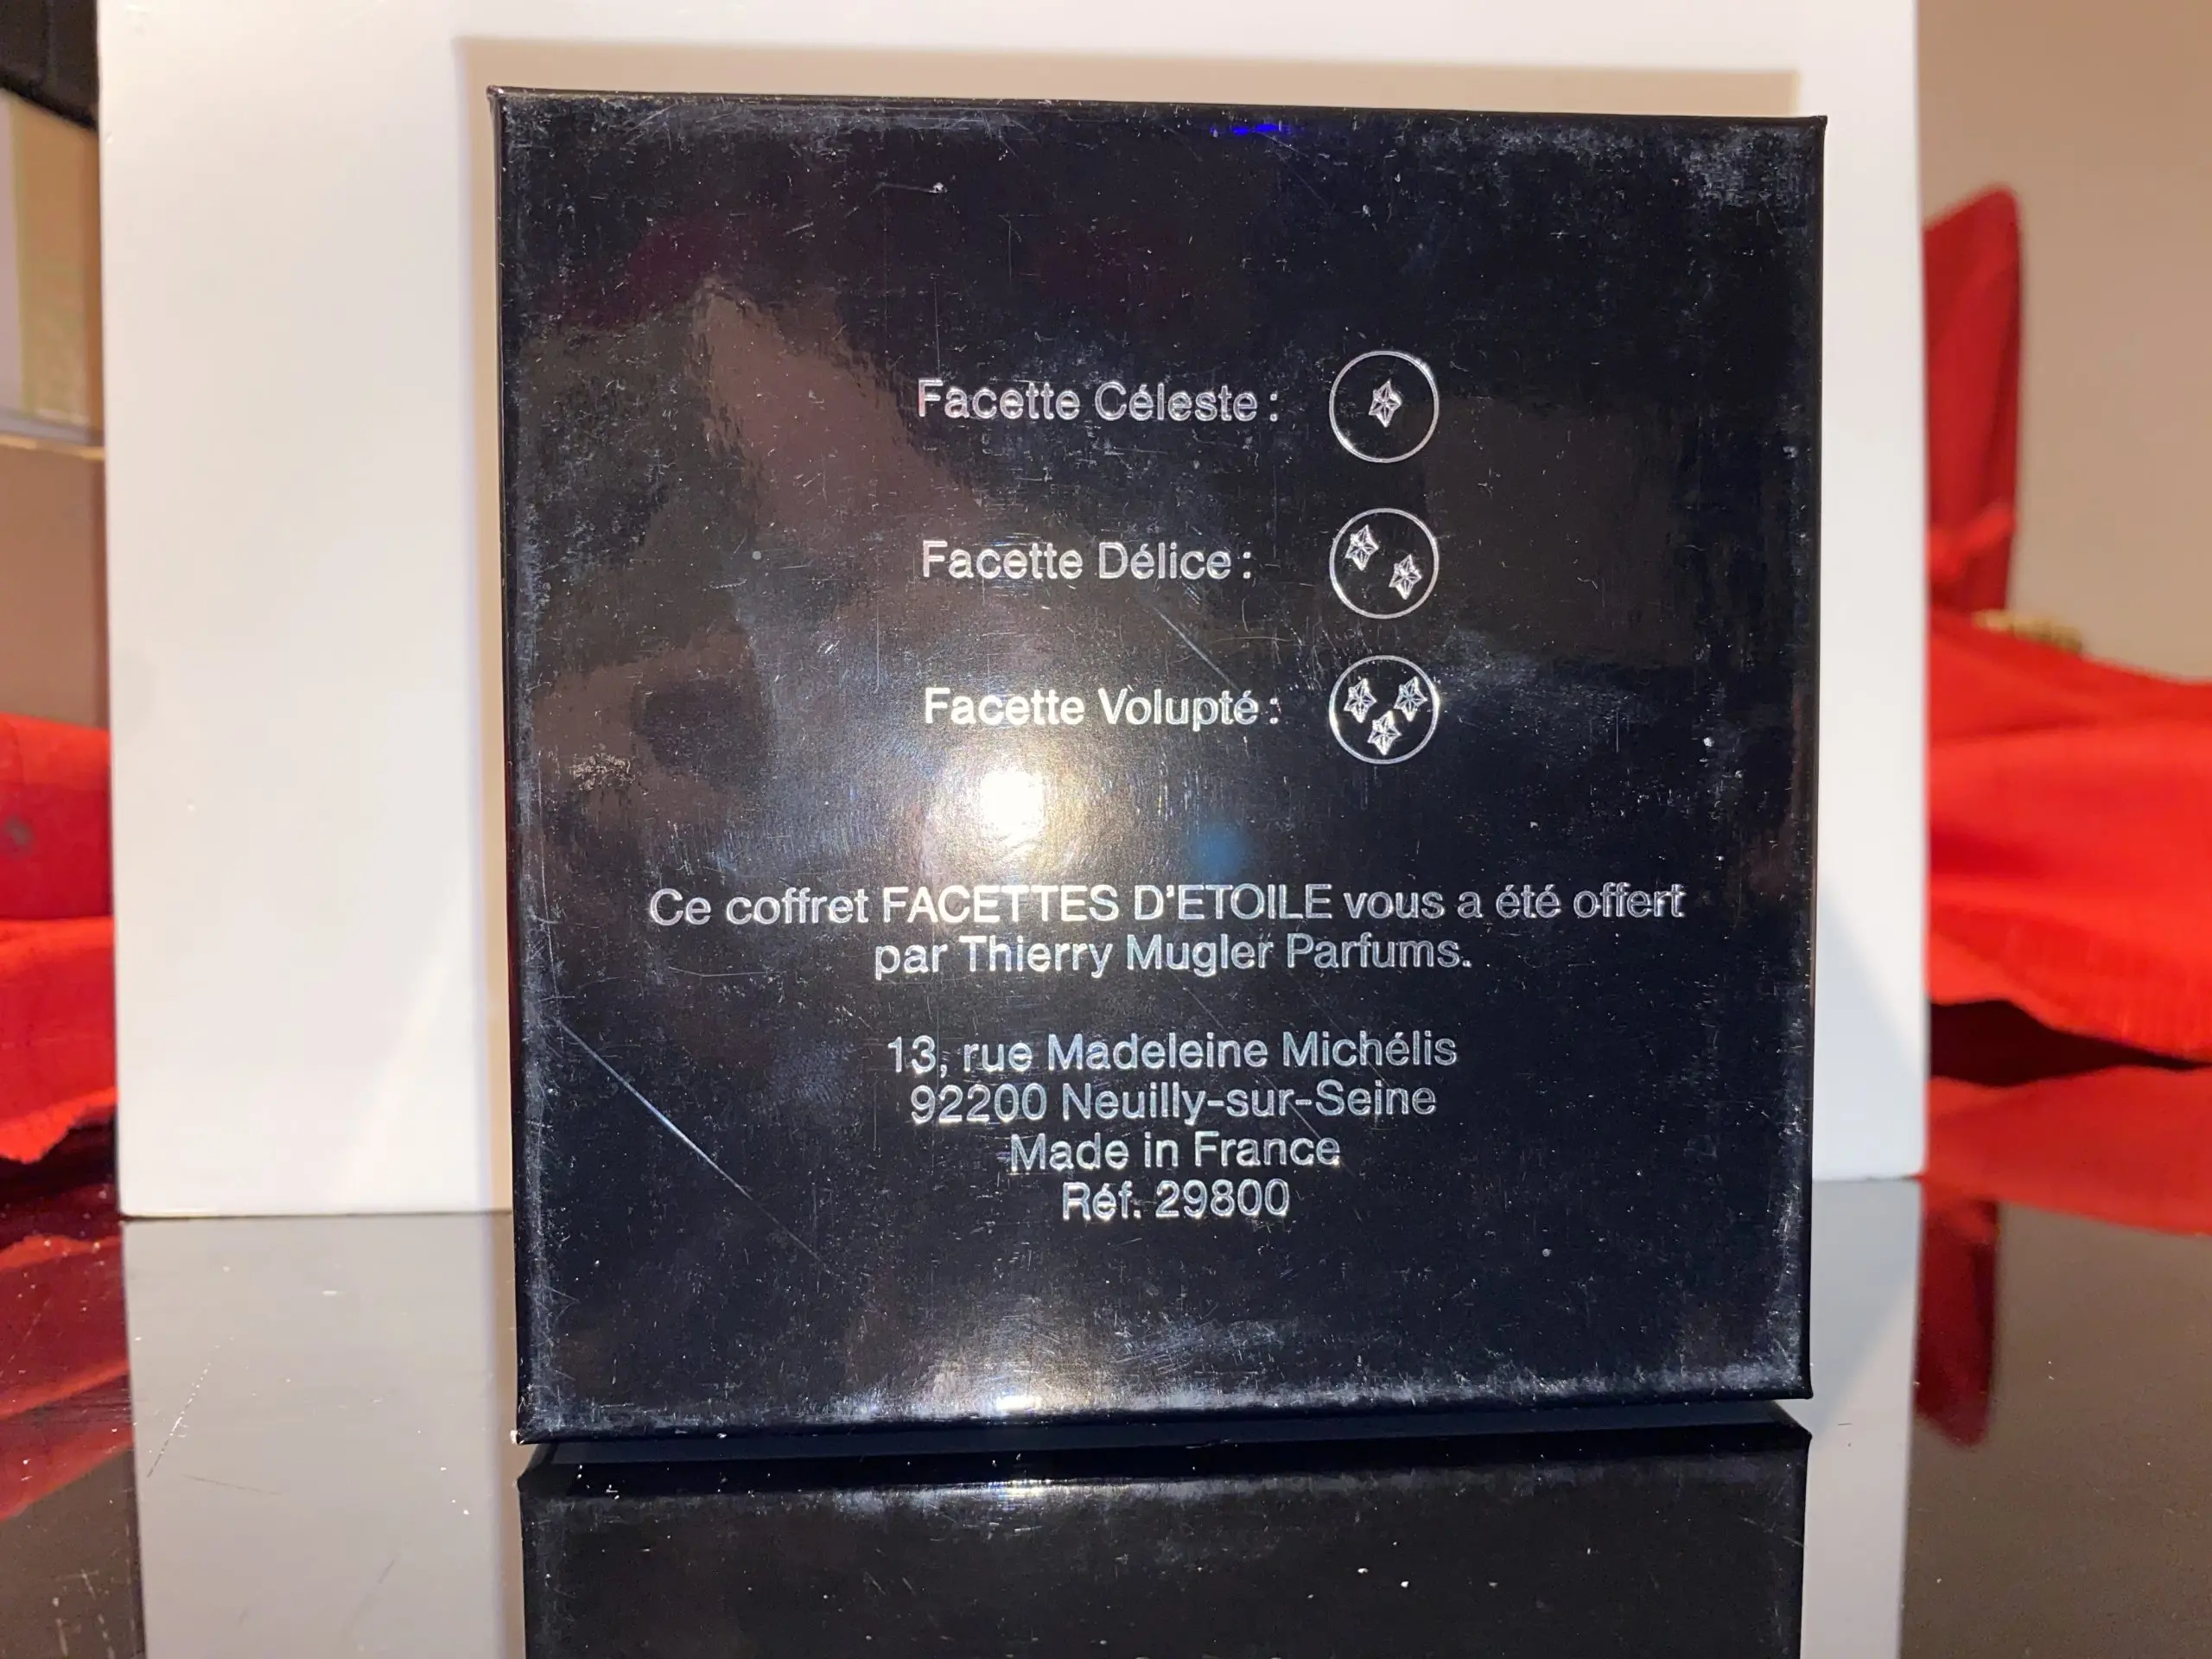 Facette Céleste :
Facette Délice :
Facette Volupté :
Ce coffret FACETTES D'ETOILE vous a été offert
par Thierry Mugler Parfums.
13, rue Madeleine Michélis
92200 Neuilly-sur-Seine
Made in France
Réf. 29800